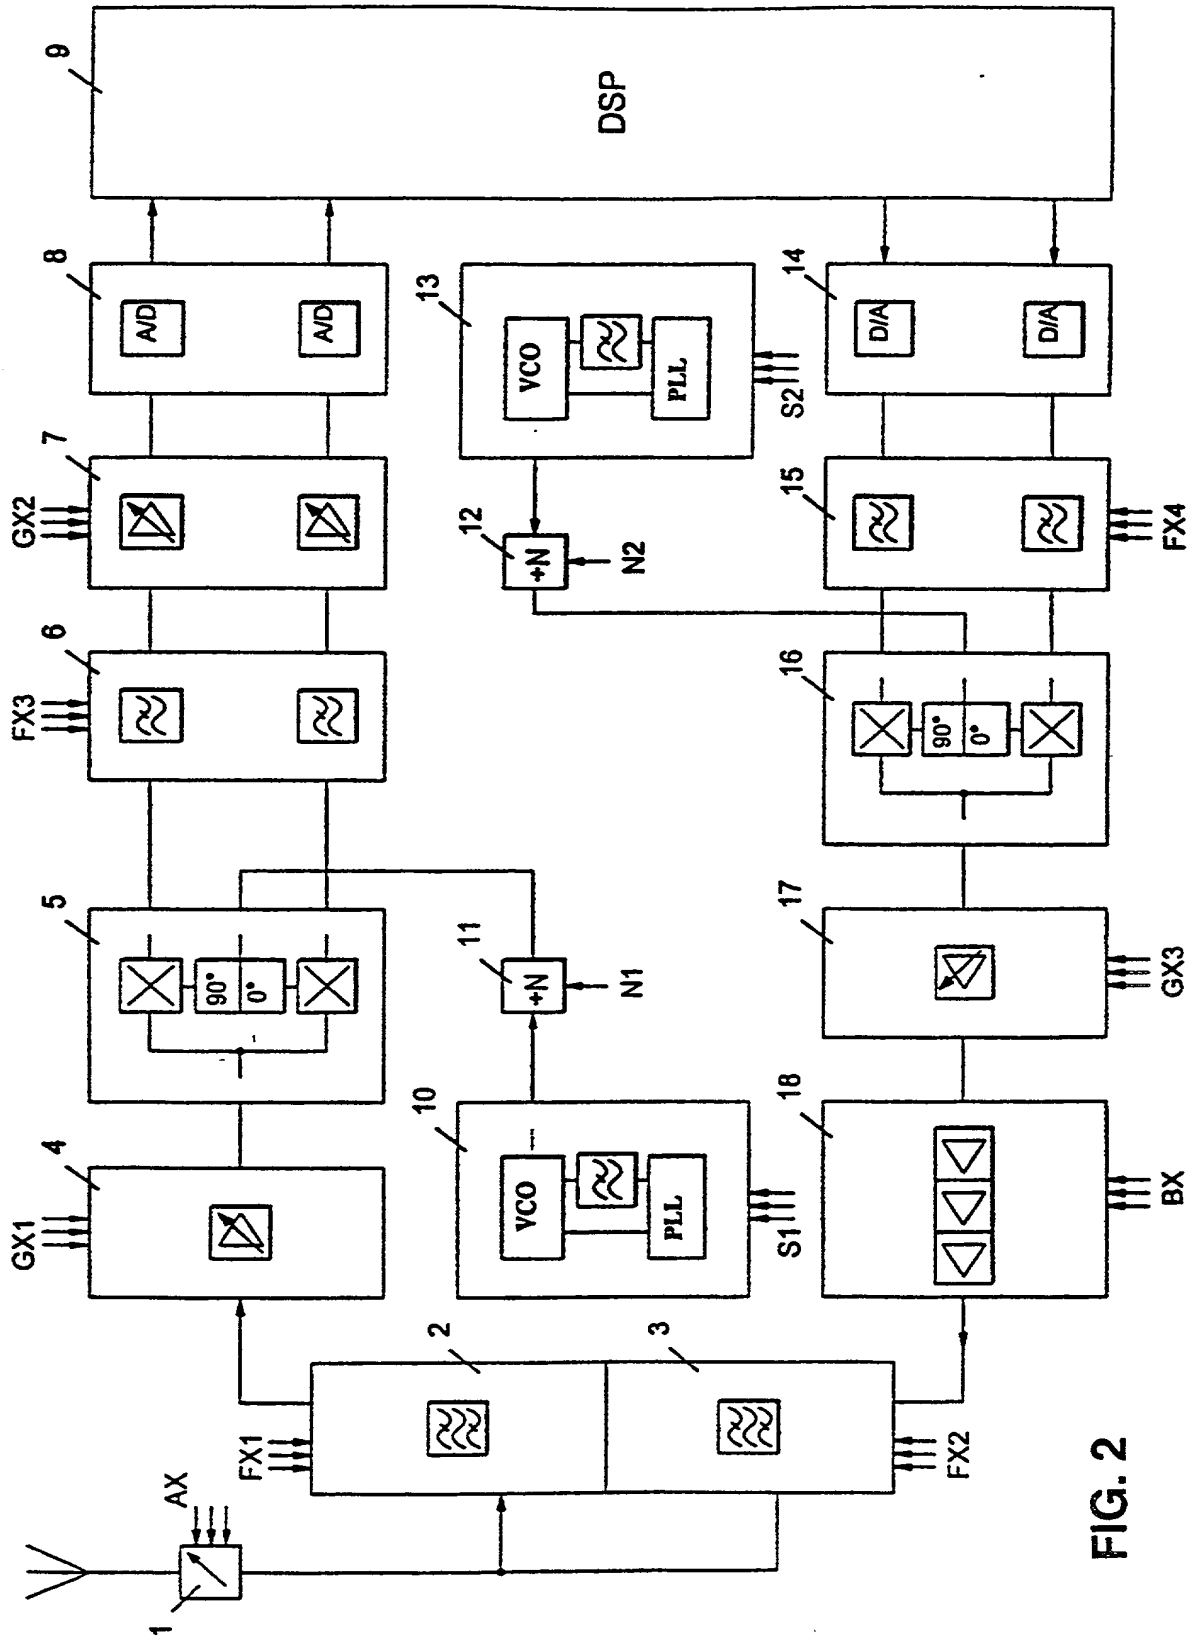 GX1
FX3
GX2
4
5
6
7
8
9
A/D
1
AX
90°
0°
FX1
A/D
2
10
11
12
13
VCO
+N
+N
VCO
DSP
N1
N2
3
PLL
PLL
S1
S2
18
17
16
15
14
D/A
90°
0°
FX2
D/A
FIG. 2
BX
GX3
FX4